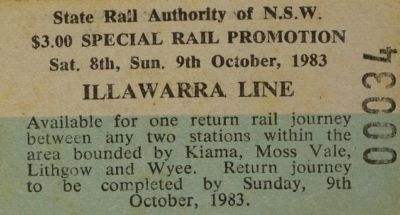 State Rail Authority of N.S.W.
$3.00 SPECIAL RAIL PROMOTION
Sat. 8th, Sun. 9th October, 1983
ILLAWARRA LINE
Available for one return rail journey
between any two stations within the
area bounded by Kiama, Moss Vale,
Lithgow and Wyee. Return journey
to be completed by Sunday, 9th
October, 1983.
00034